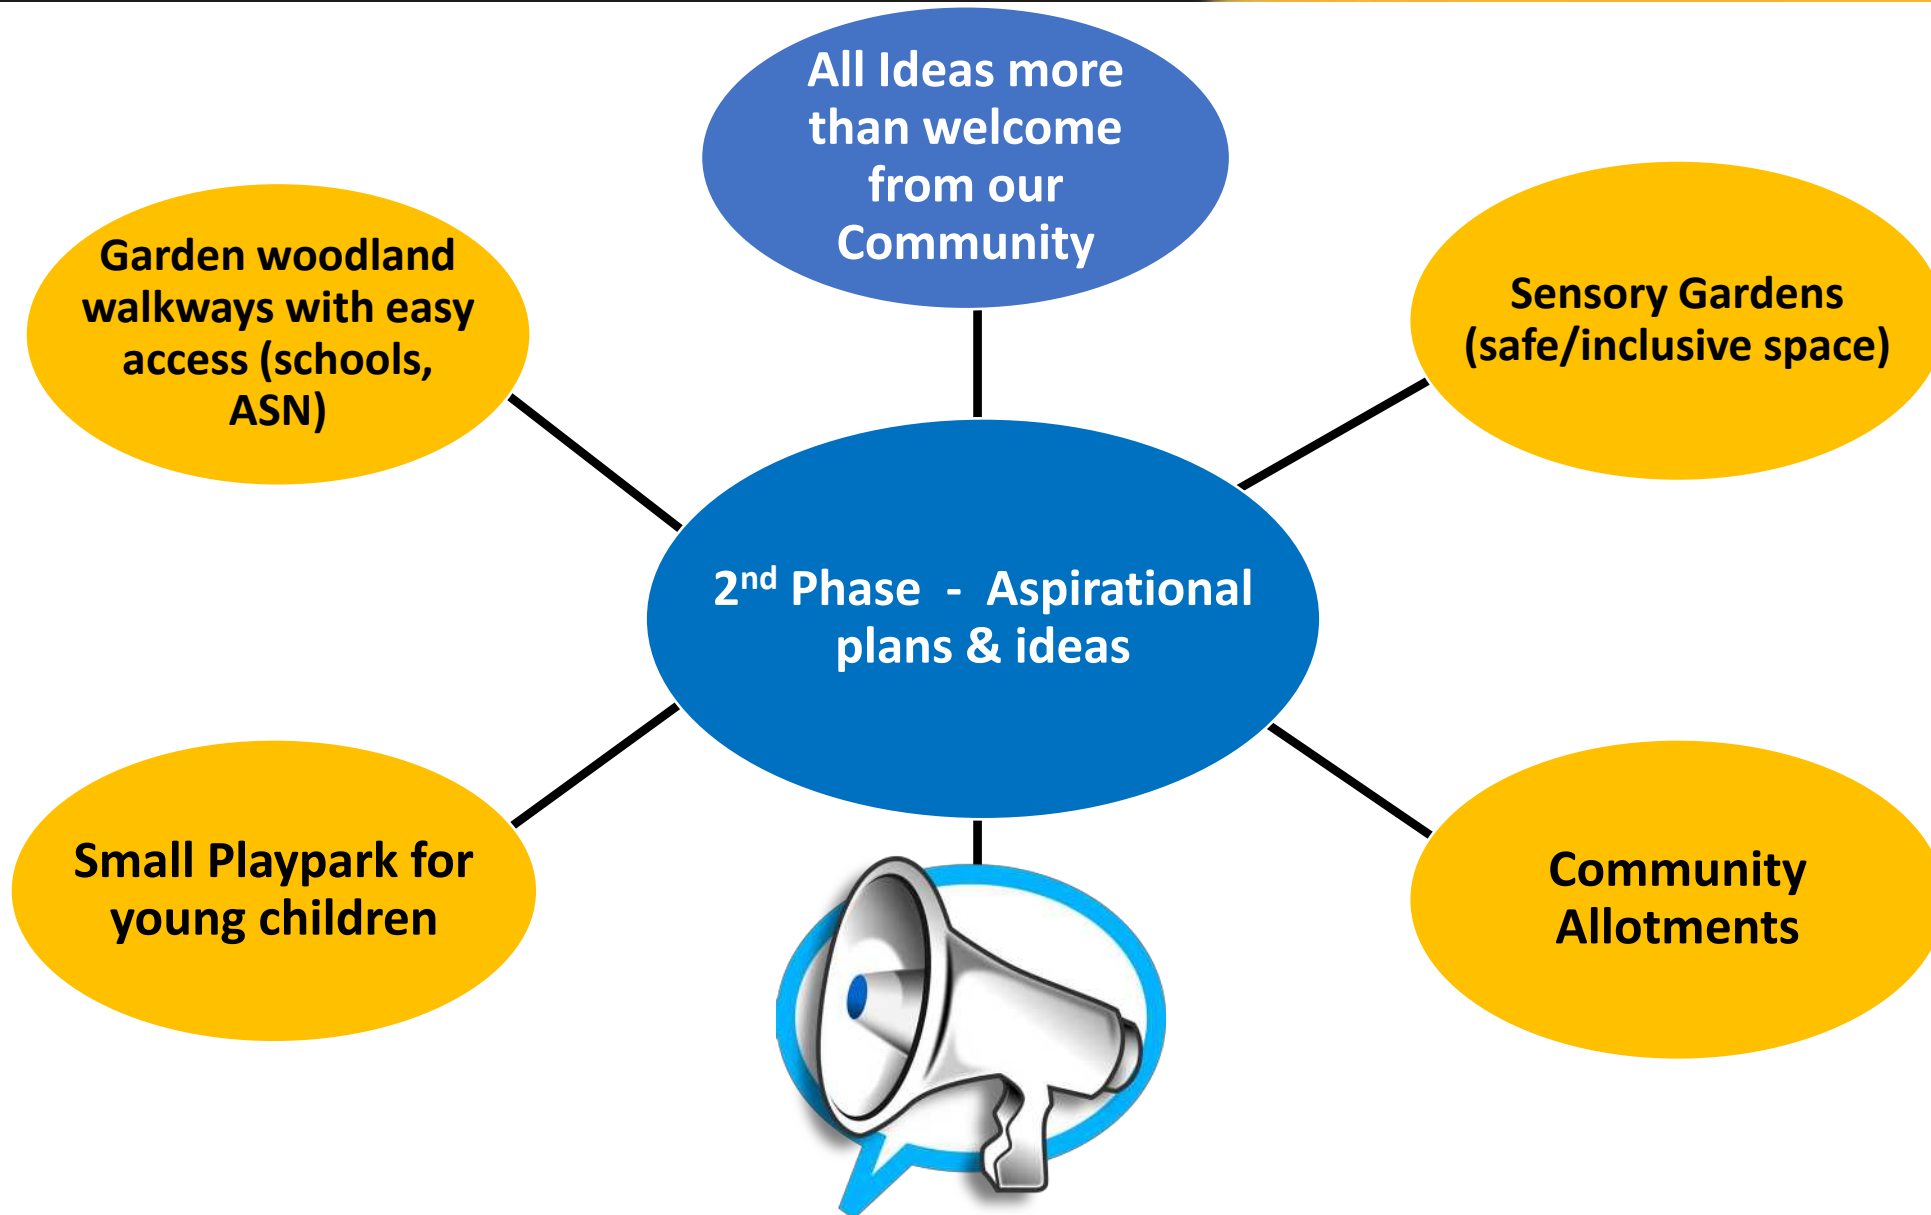 All Ideas more
than welcome
from our
Community
Garden woodland
walkways with easy
access (schools,
ASN)
Sensory Gardens
(safe/inclusive space)
2nd Phase  -  Aspirational
plans & ideas
Small Playpark for
young children
Community
Allotments